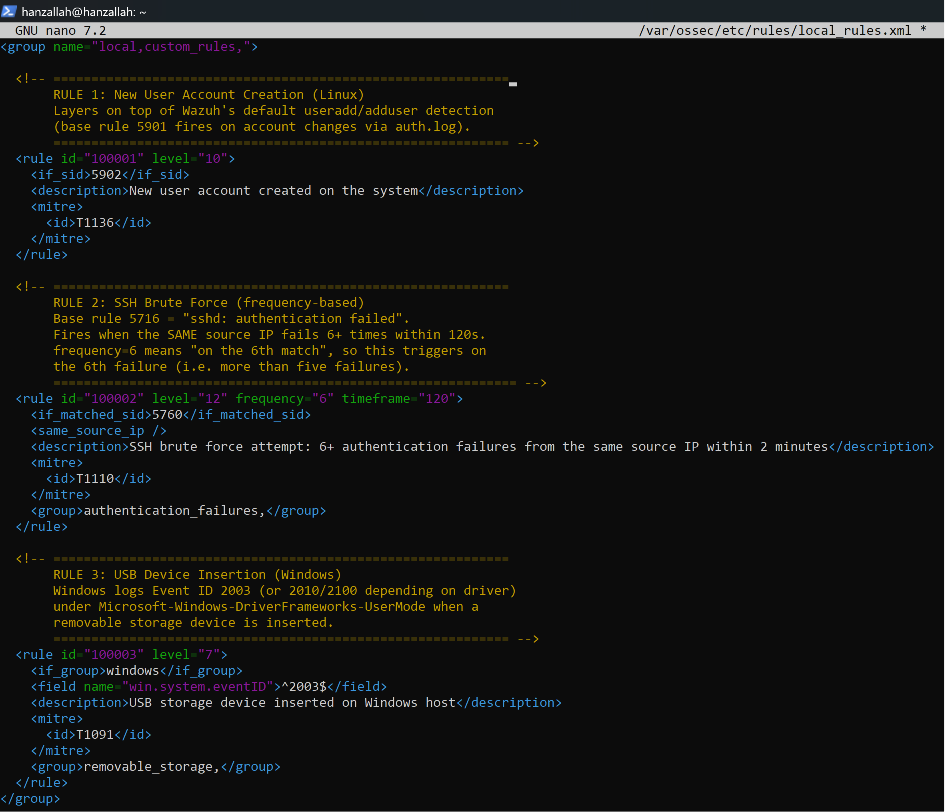 hanzallah@hanzallah: ~
GNU nano 7.2 /var/ossec/etc/rules/local_rules.xml *
<group name="local,custom_rules,">
<!-- ============================================================
RULE 1: New User Account Creation (Linux)
Layers on top of Wazuh's default useradd/adduser detection
(base rule 5901 fires on account changes via auth.log).
============================================================ -->
<rule id="100001" level="10">
<if_sid>5902</if_sid>
<description>New user account created on the system</description>
<mitre>
<id>T1136</id>
</mitre>
</rule>
<!-- ============================================================
RULE 2: SSH Brute Force (frequency-based)
Base rule 5716 = "sshd: authentication failed".
Fires when the SAME source IP fails 6+ times within 120s.
frequency=6 means "on the 6th match", so this triggers on
the 6th failure (i.e. more than five failures).
============================================================= -->
<rule id="100002" level="12" frequency="6" timeframe="120">
<if_matched_sid>5760</if_matched_sid>
<same_source_ip />
<description>SSH brute force attempt: 6+ authentication failures from the same source IP within 2 minutes</description>
<mitre>
<id>T1110</id>
</mitre>
<group>authentication_failures,</group>
</rule>
<!-- ============================================================
RULE 3: USB Device Insertion (Windows)
Windows logs Event ID 2003 (or 2010/2100 depending on driver)
under Microsoft-Windows-DriverFrameworks-UserMode when a
removable storage device is inserted.
============================================================ -->
<rule id="100003" level="7">
<if_group>windows</if_group>
<field name="win.system.eventID">^2003$</field>
<description>USB storage device inserted on Windows host</description>
<mitre>
<id>T1091</id>
</mitre>
<group>removable_storage,</group>
</rule>
</group>